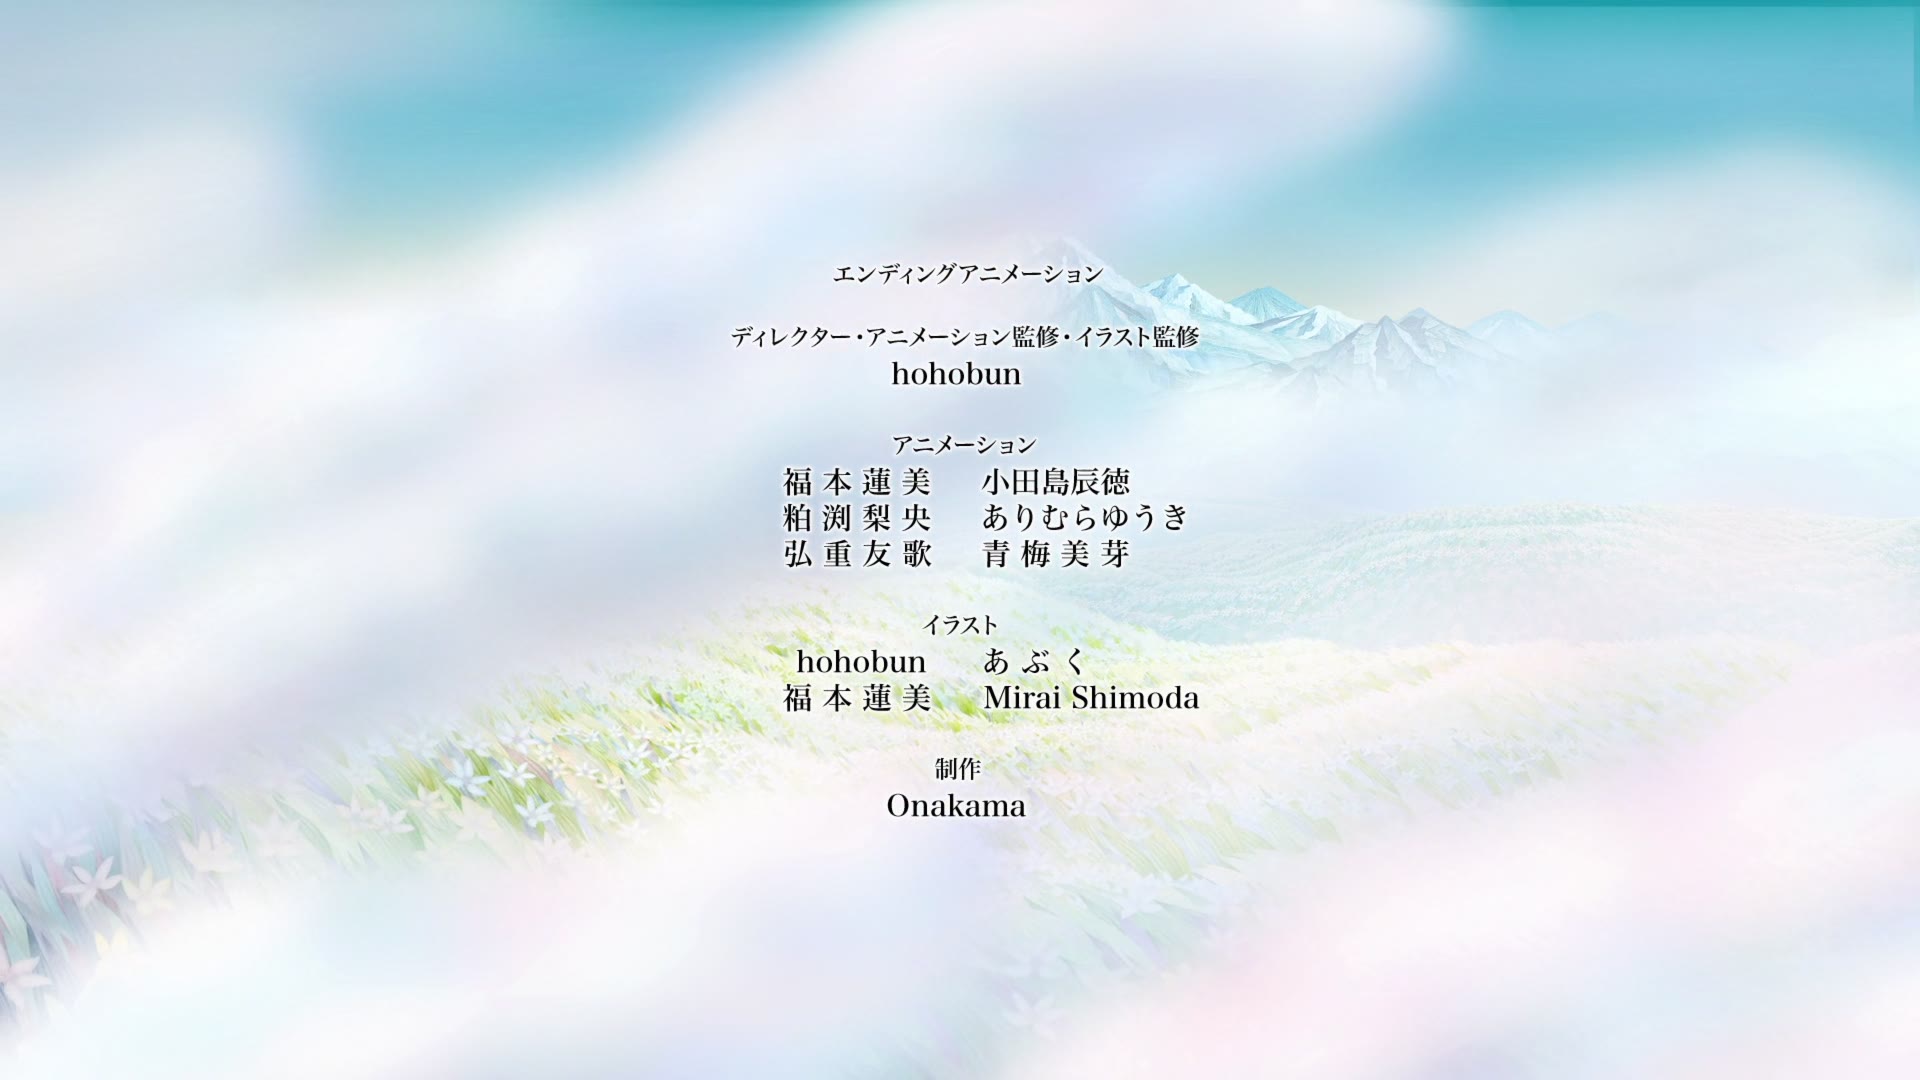 エンディングアニメーション
ディレクター・アニメーション監修・イラスト監修
hohobun
アニメーション
福本蓮美 小田島辰徳
粕渕梨央 ありむらゆうき
弘重友歌 青梅美芽
イラスト
hohobun あぶく
福本蓮美 Mirai Shimoda
制作
Onakama